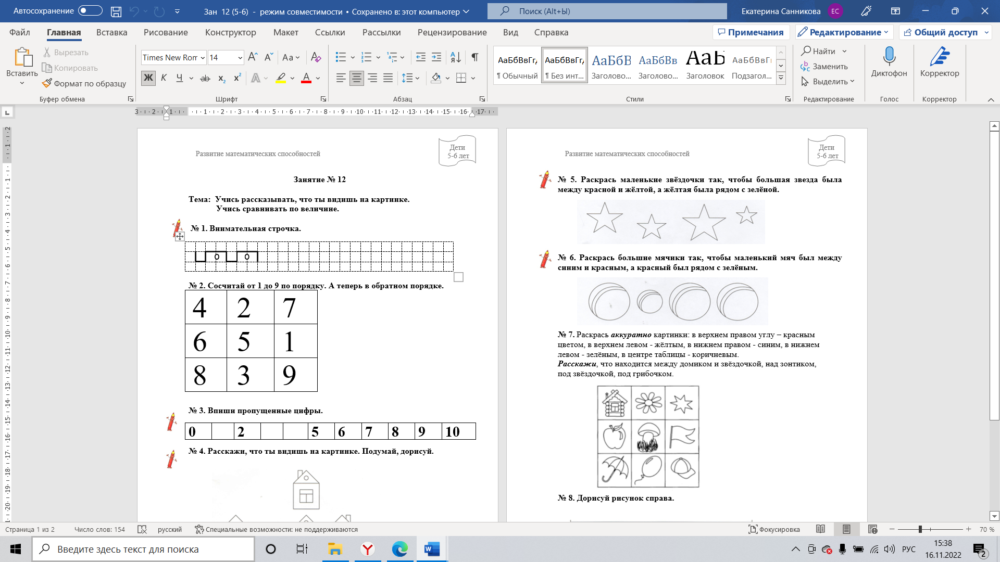 Автосохранение
Зан 12 (5-6) - режим совместимости • Сохранено в: этот компьютер
Поиск (Alt+Ы)
Екатерина Санникова
ЕС
Файл Главная Вставка Рисование Конструктор Макет Ссылки Рассылки Рецензирование Вид Справка
Примечания Редактирование Общий доступ
Вставить
Вырезать
Копировать
Формат по образцу
Буфер обмена
Times New Rom 14
Шрифт
Абзац
АаБбВвГг, АаБбВвГг, АаБбВ АаБбВв АаБ АаБбВвГг
¶ Обычный ¶ Без инт... Заголово... Заголово... Заголовок Подзагол...
Стили
Найти
Заменить
Выделить
Редактирование
Диктофон
Голос
Корректор
Корректор
3 2 1 1 2 3 4 5 6 7 8 9 10 11 12 13 14 15 16 17
Развитие математических способностей
Дети
5-6 лет
Занятие № 12
Тема: Учись рассказывать, что ты видишь на картинке.
Учись сравнивать по величине.
№ 1. Внимательная строчка.
0 0
№ 2. Сосчитай от 1 до 9 по порядку. А теперь в обратном порядке.
4 2 7
6 5 1
8 3 9
№ 3. Впиши пропущенные цифры.
0 2 5 6 7 8 9 10
№ 4. Расскажи, что ты видишь на картинке. Подумай, дорисуй.
Развитие математических способностей
Дети
5-6 лет
№ 5. Раскрась маленькие звёздочки так, чтобы большая звезда была
между красной и жёлтой, а жёлтая была рядом с зелёной.
№ 6. Раскрась большие мячики так, чтобы маленький мяч был между
синим и красным, а красный был рядом с зелёным.
№ 7. Раскрась аккуратно картинки: в верхнем правом углу – красным
цветом, в верхнем левом - жёлтым, в нижнем правом - синим, в нижнем
левом - зелёным, в центре таблицы - коричневым.
Расскажи, что находится между домиком и звёздочкой, над зонтиком,
под звёздочкой, под грибочком.
№ 8. Дорисуй рисунок справа.
Страница 1 из 2 Число слов: 154 русский Специальные возможности: не поддерживаются
Фокусировка
70 %
Введите здесь текст для поиска
РУС
15:38
16.11.2022
2